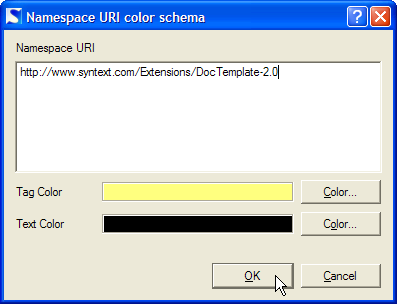 Namespace URI color schema
Namespace URI
http://www.syntext.com/Extensions/DocTemplate-2.0
Tag Color
Color...
Text Color
Color...
OK
Cancel